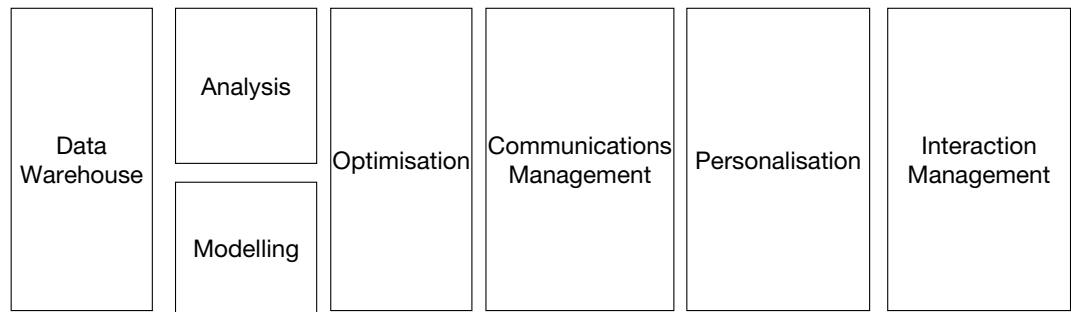 Data
Warehouse
Analysis
Modelling
Optimisation
Communications
Management
Personalisation
Interaction
Management